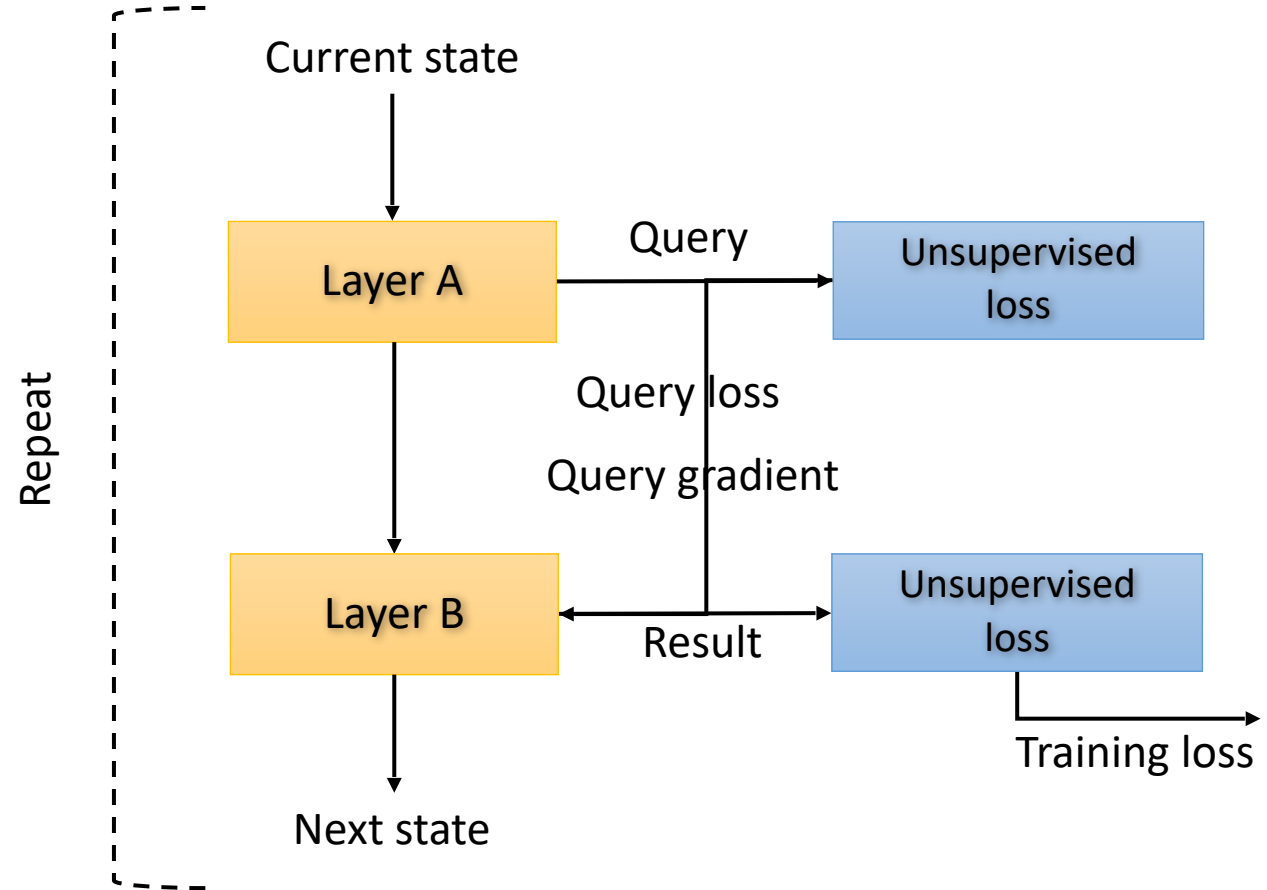 Current state
Query
Layer A
Unsupervised
loss
Repeat
Query loss
Query gradient
Layer B
Unsupervised
loss
Result
Training loss
Next state